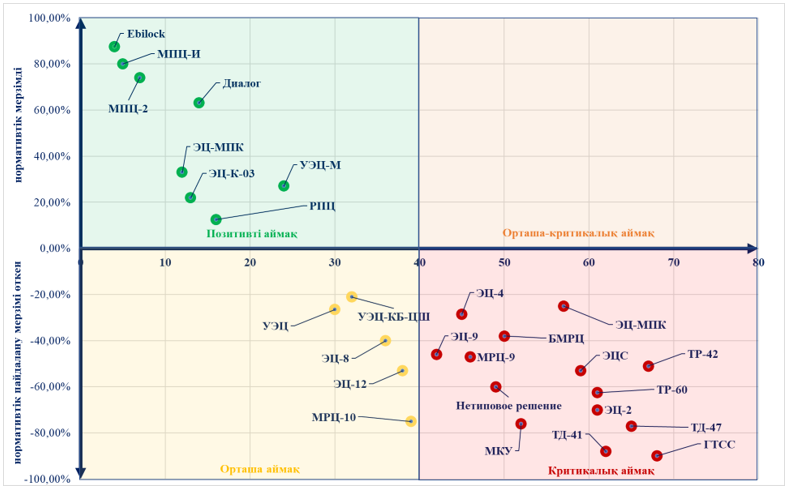 100,00%
Ebilock
МПЦ-И
80,00%
Диалог
МПЦ-2
60,00%
нормативтік мерзімді
40,00%
ЭЦ-МПК
УЭЦ-М
ЭЦ-К-03
20,00%
РПЦ
Позитивті аймақ
Орташа-критикалық аймақ
0,00%
0 10 20 30 40 50 60 70 80
нормативтік пайдалану мерзімі өткен
-20,00%
ЭЦ-4
УЭЦ-КБ-ЦШ
УЭЦ
ЭЦ-МПК
ЭЦ-9
БМРЦ
-40,00%
ЭЦ-8
МРЦ-9
ЭЦС
ТР-42
ЭЦ-12
ТР-60
-60,00%
Нетиповое решение
ЭЦ-2
МРЦ-10
ТД-47
ТД-41
-80,00%
МКУ
ГТСС
Орташа аймақ
Критикалық аймақ
-100,00%